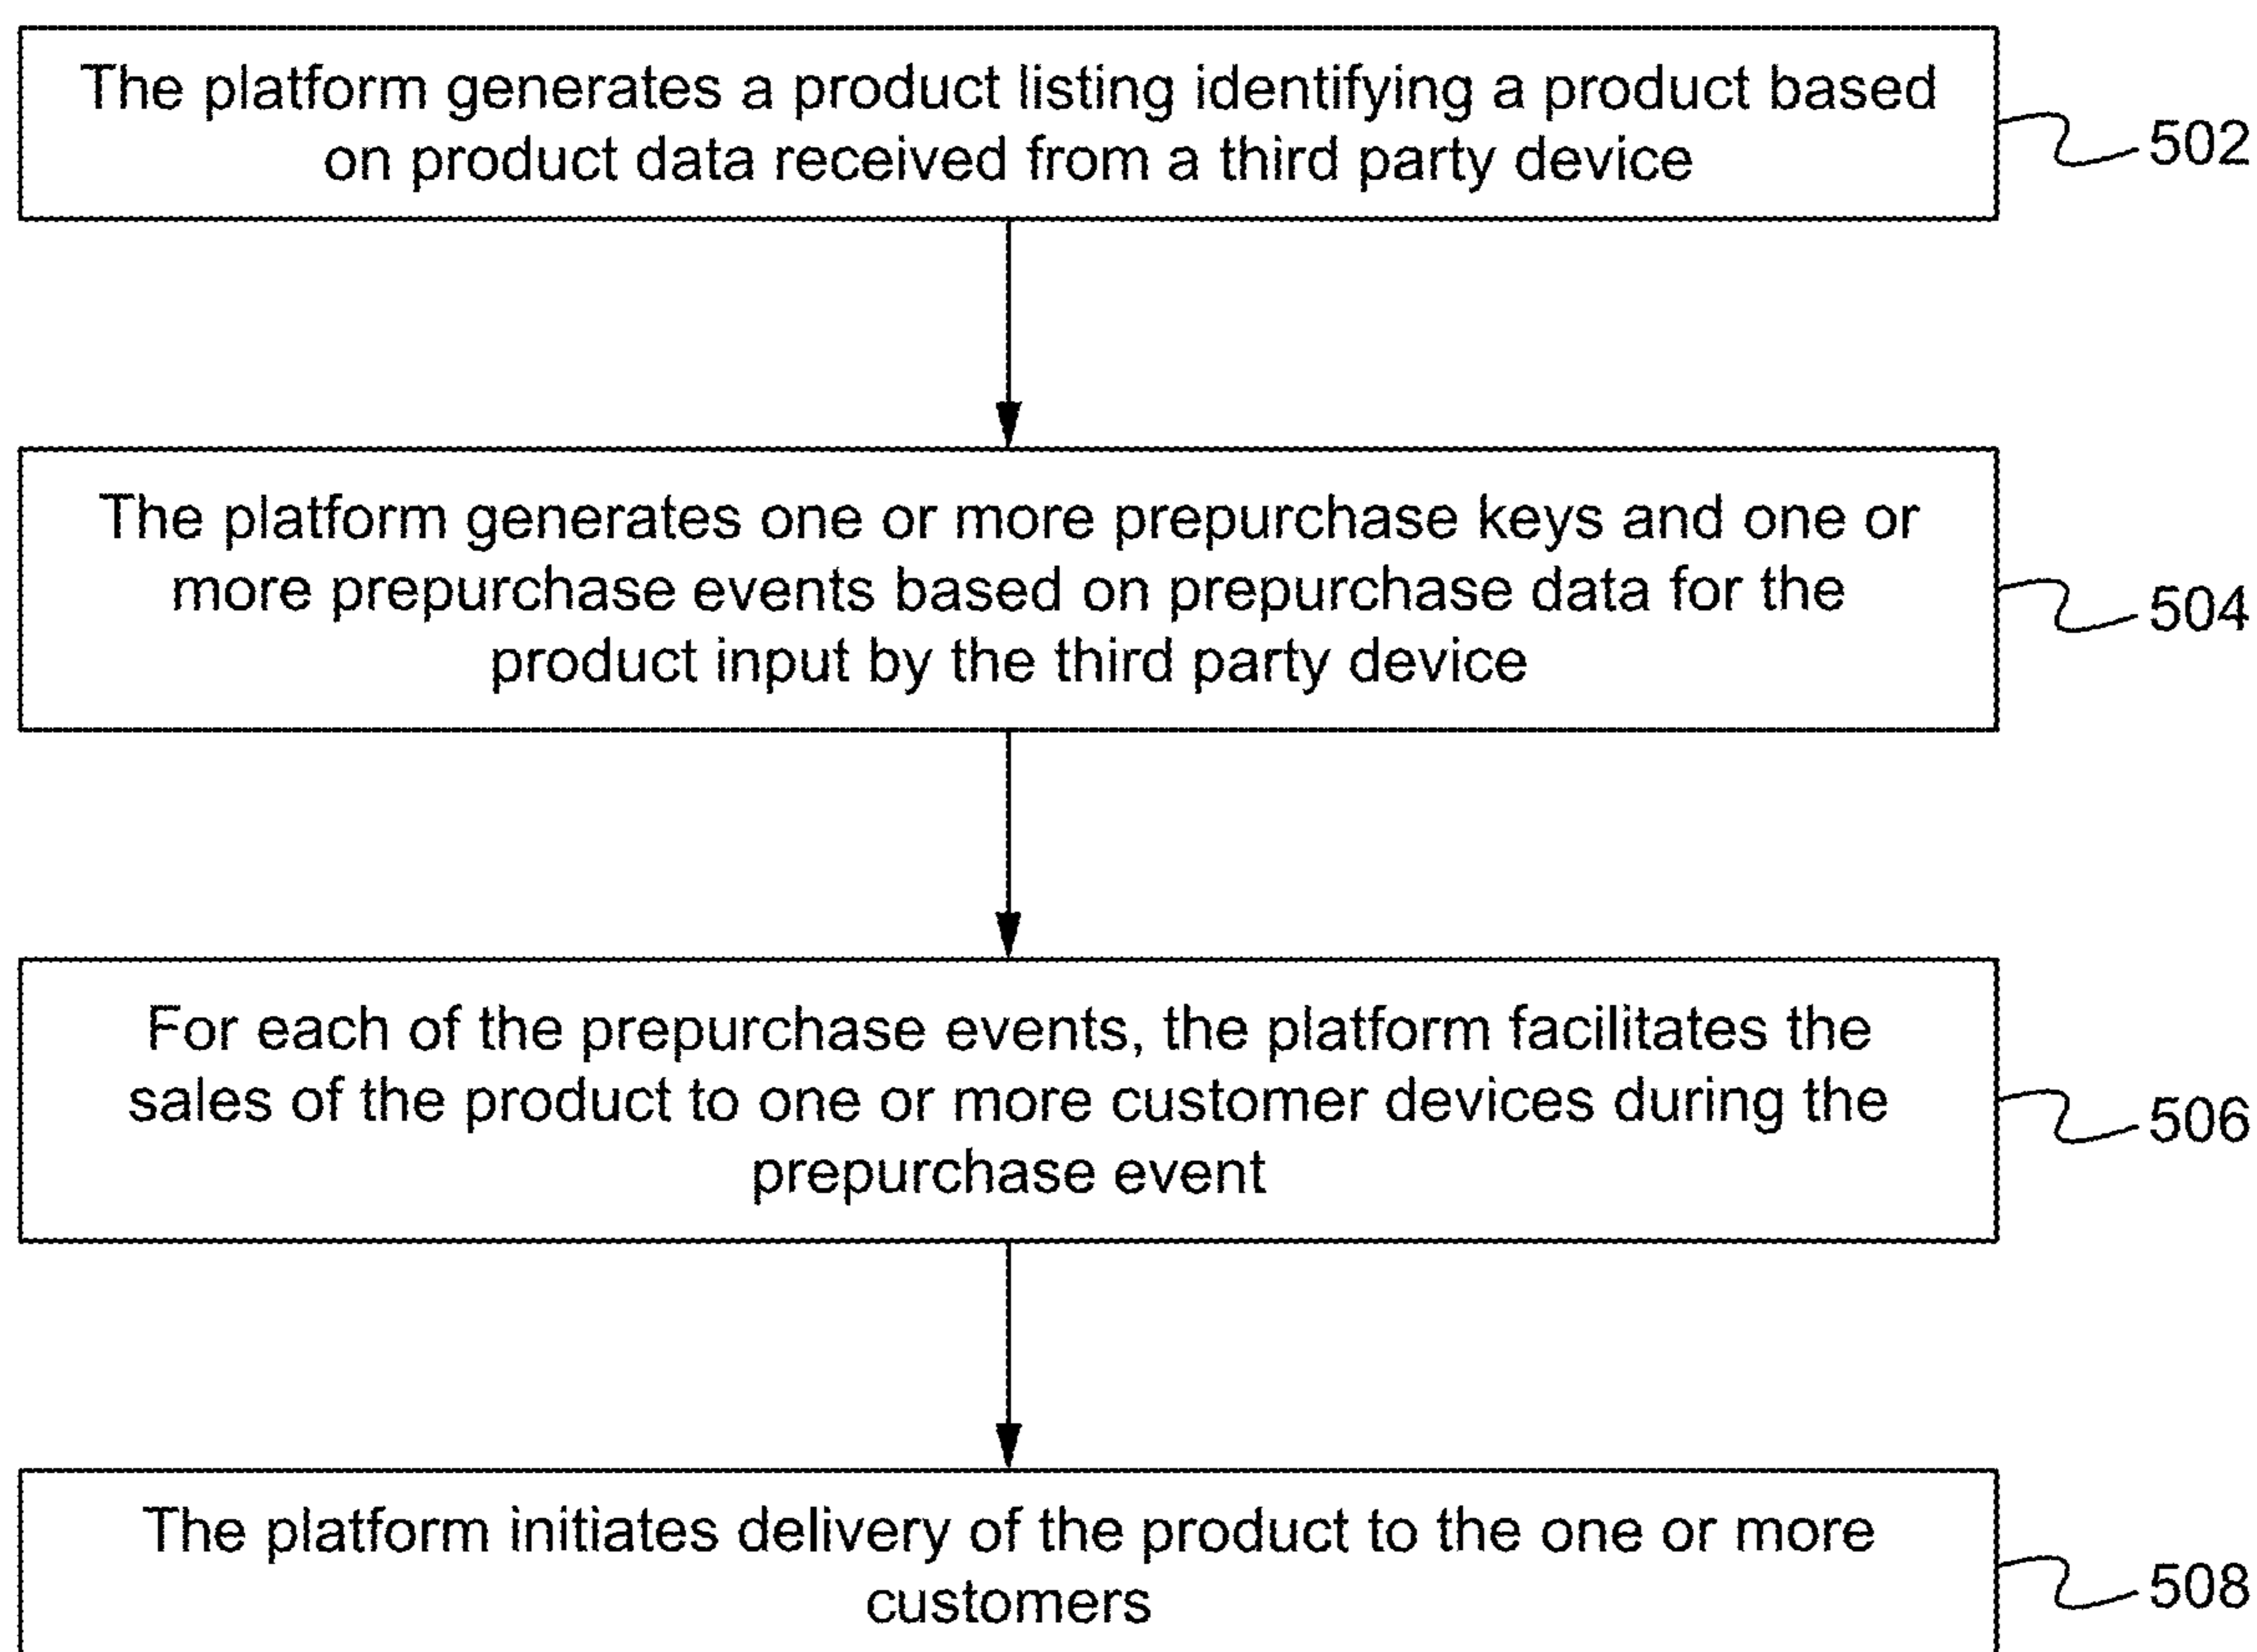 The platform generates a product listing identifying a product based
on product data received from a third party device
502
The platform generates one or more prepurchase keys and one or
more prepurchase events based on prepurchase data for the
product input by the third party device
504
For each of the prepurchase events, the platform facilitates the
sales of the product to one or more customer devices during the
prepurchase event
506
The platform initiates delivery of the product to the one or more
customers
508